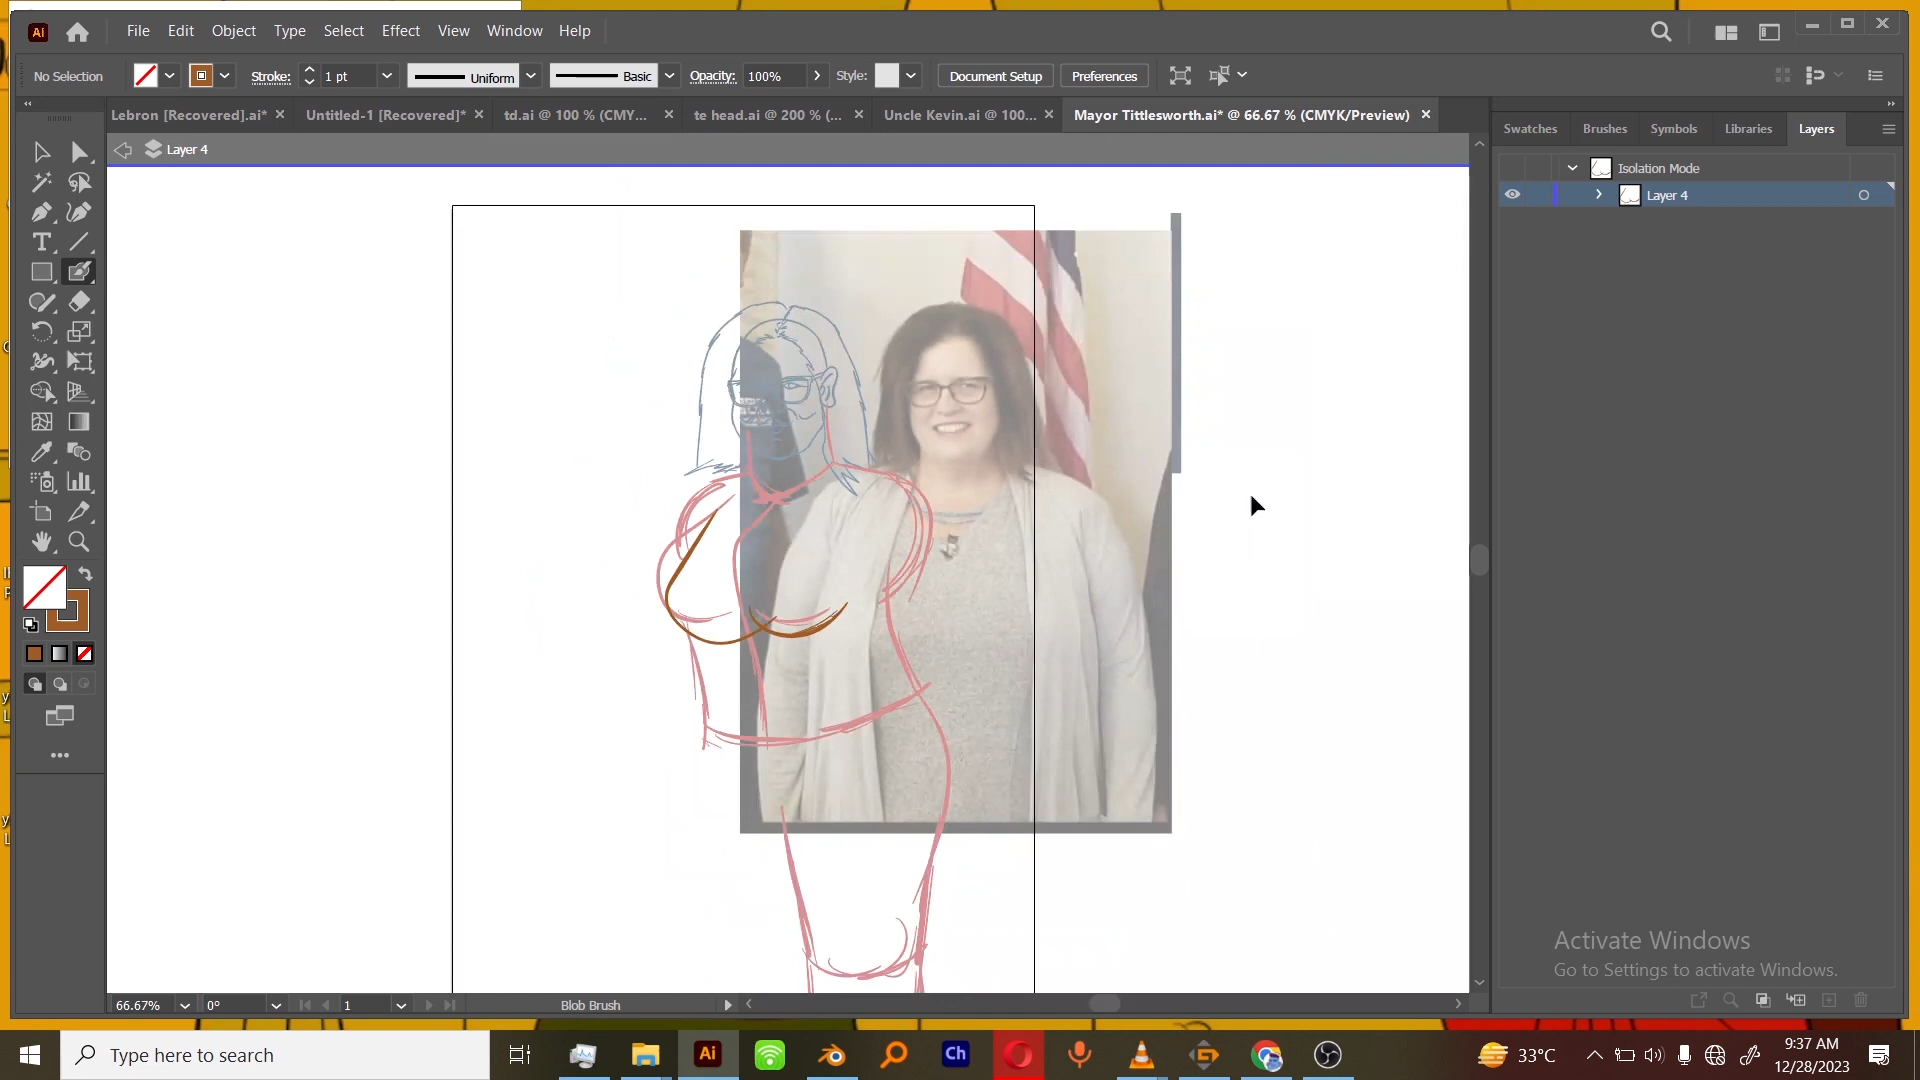 Ai File Edit Object Type Select Effect View Window Help
No Selection Stroke: 1 pt Uniform Basic Opacity: 100% Style: Document Setup Preferences
Lebron [Recovered].ai* Untitled-1 [Recovered]* td.ai @ 100 % (CMY... te head.ai @ 200 % (... Uncle Kevin.ai @ 100... Mayor Tittlesworth.ai* @ 66.67 % (CMYK/Preview)
Swatches Brushes Symbols Libraries Layers
Layer 4
Isolation Mode
Layer 4
Activate Windows
Go to Settings to activate Windows.
66.67% 0° 1 Blob Brush
Type here to search
Ai
Ch
33°C
9:37 AM
12/28/2023